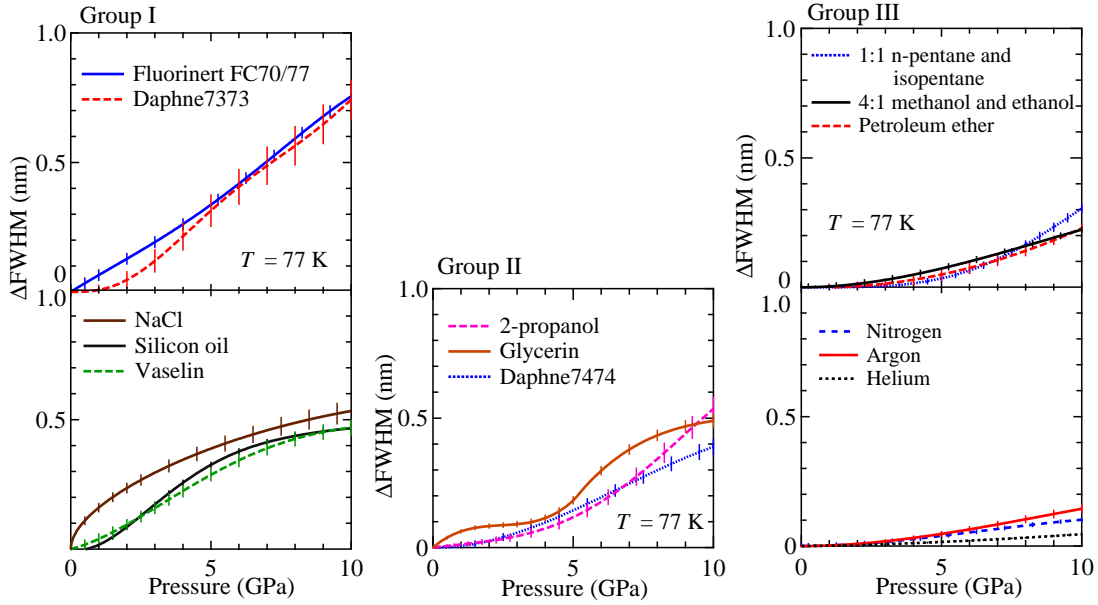 Group I
1.0
Fluorinert FC70/77
Daphne7373
0.5
0
T = 77 K
ΔFWHM (nm)
1.0
NaCl
Silicon oil
Vaselin
0.5
0
5
10
Pressure (GPa)
Group II
1.0
2-propanol
Glycerin
Daphne7474
0.5
ΔFWHM (nm)
T = 77 K
0
0
5
10
Pressure (GPa)
Group III
1.0
1:1 n-pentane and
isopentane
4:1 methanol and ethanol
Petroleum ether
0.5
T = 77 K
ΔFWHM (nm)
0
1.0
Nitrogen
Argon
Helium
0.5
0
0
5
10
Pressure (GPa)